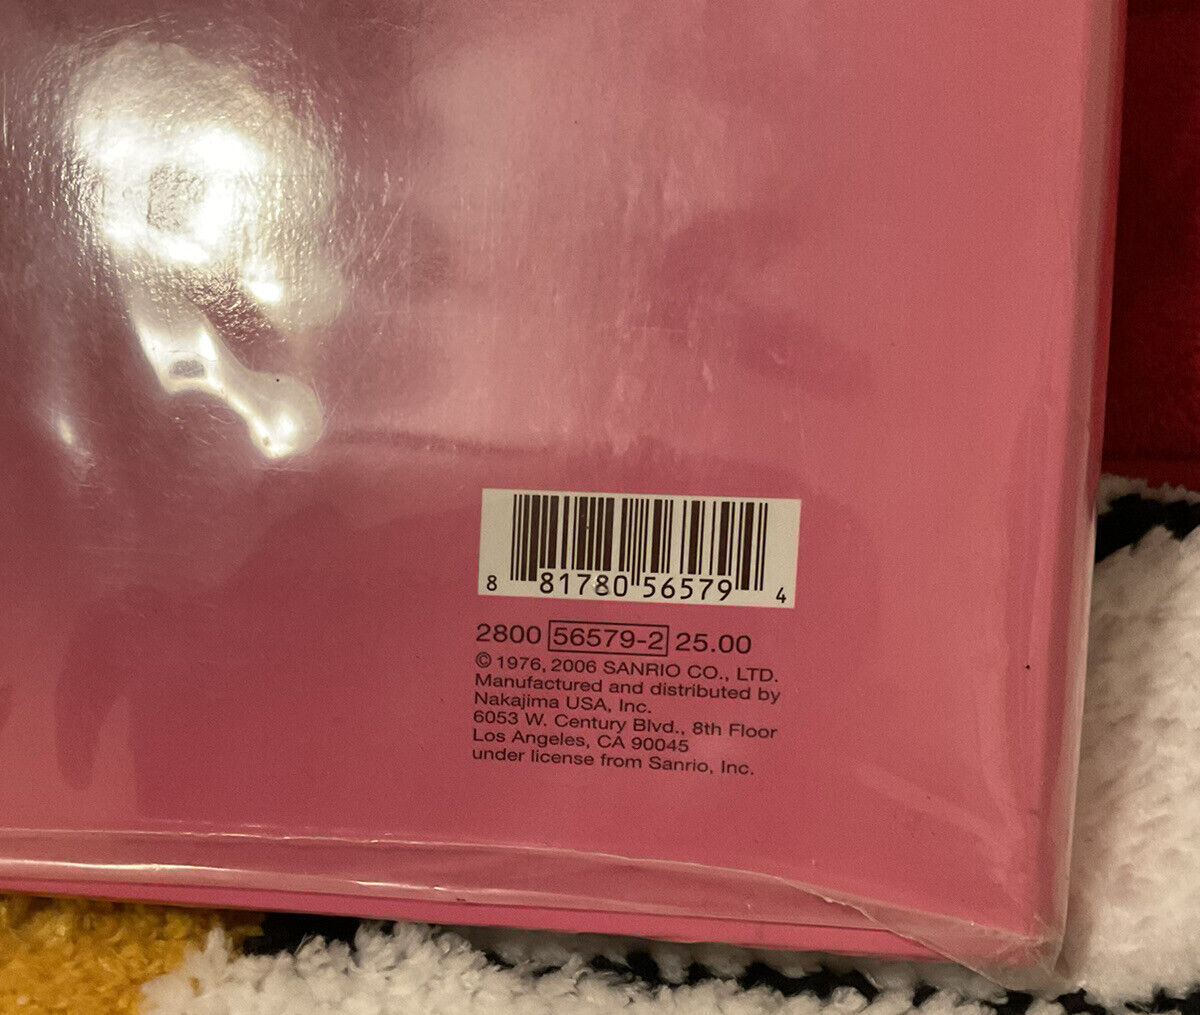 8 81780 56579 4
2800 56579-2 25.00
© 1976, 2006 SANRIO CO., LTD.
Manufactured and distributed by
Nakajima USA, Inc.
6053 W. Century Blvd., 8th Floor
Los Angeles, CA 90045
under license from Sanrio, Inc.